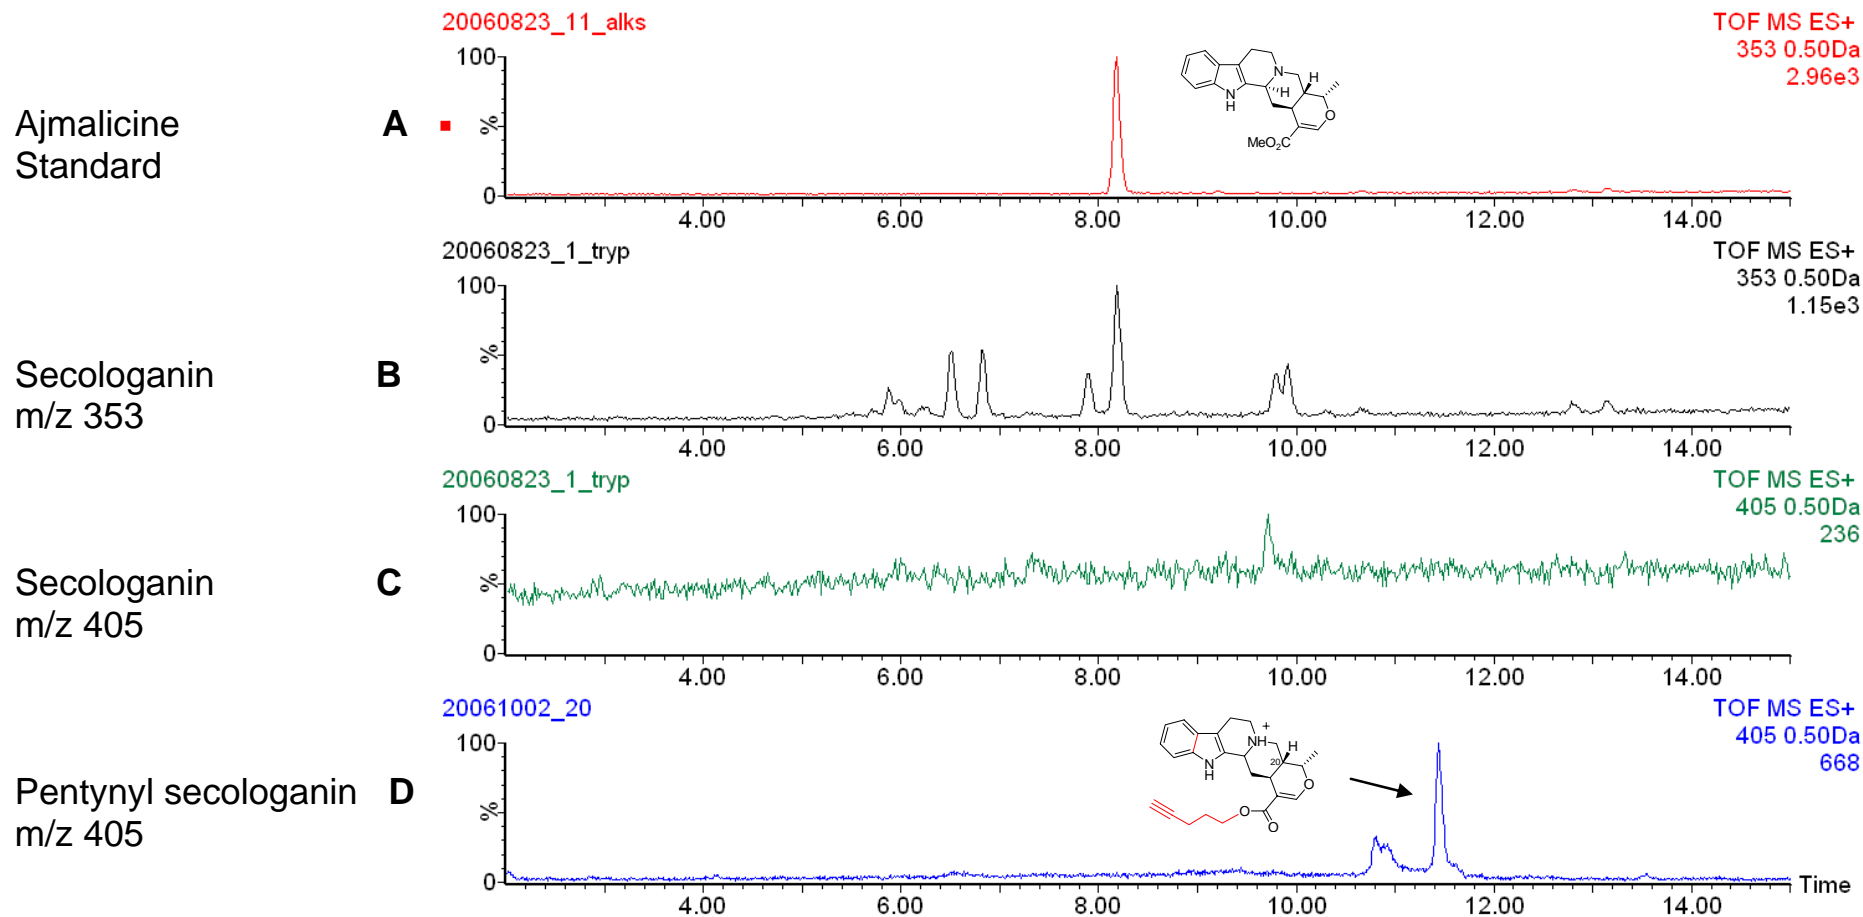 20060823_11_alks
TOF MS ES+
353 0.50Da
2.96e3
Ajmalicine
Standard
A
100
%
0
N
H
N
H
H
O
MeO2C
4.00 6.00 8.00 10.00 12.00 14.00
20060823_1_tryp
TOF MS ES+
353 0.50Da
1.15e3
Secologanin
m/z 353
B
100
%
0
4.00 6.00 8.00 10.00 12.00 14.00
20060823_1_tryp
TOF MS ES+
405 0.50Da
236
Secologanin
m/z 405
C
100
%
0
4.00 6.00 8.00 10.00 12.00 14.00
20061002_20
TOF MS ES+
405 0.50Da
668
Pentynyl secologanin
m/z 405
D
100
%
0
+
NH
H
20
N
H
O
O
O
Time
4.00 6.00 8.00 10.00 12.00 14.00